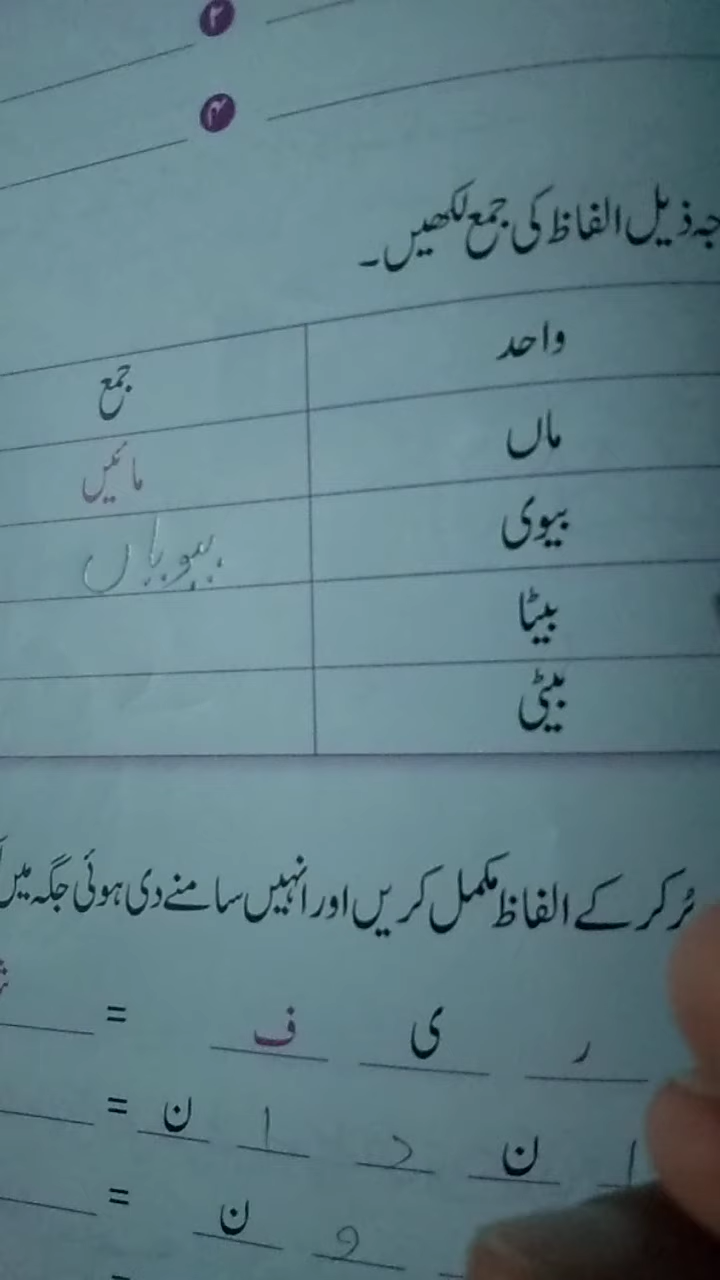 ۳
۴
ذیل الفاظ کی جمع لکھیں۔
واحد جمع
ماں مائیں
بیوی بیویاں
بیٹا
بیٹی
کر کے الفاظ مکمل کریں اور انہیں سامنے دی ہوئی جگہ میں
ر ی ف =
ا ن د ا ن =
و ن =